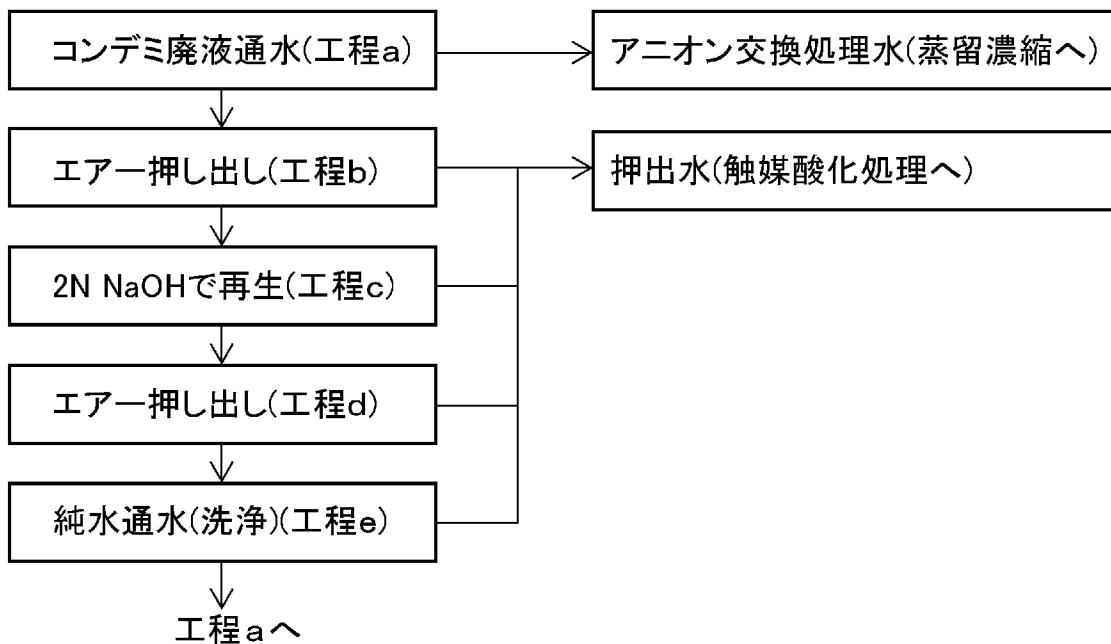 コンデミ廃液通水(工程a)
アニオン交換処理水(蒸留濃縮へ)
エアー押し出し(工程b)
押出水(触媒酸化処理へ)
2N NaOHで再生(工程c)
エアー押し出し(工程d)
純水通水(洗浄)(工程e)
工程aへ